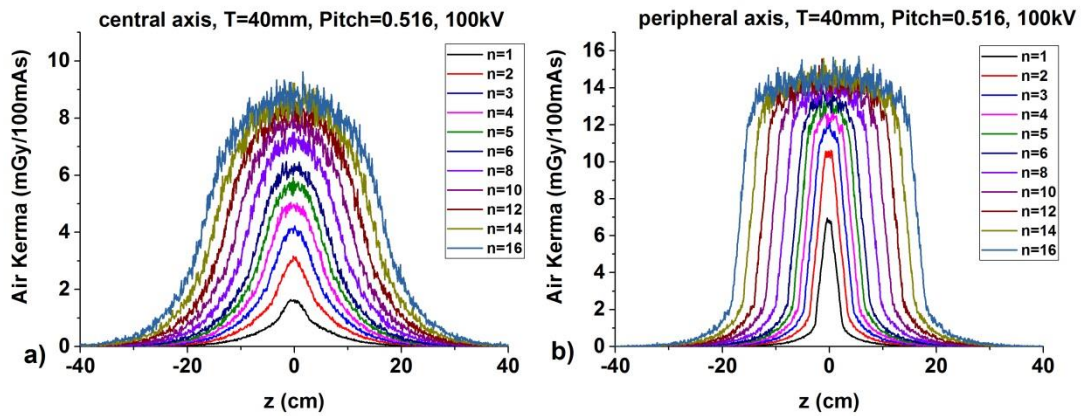 central axis, T=40mm, Pitch=0.516, 100kV
10
8
6
4
2
0
Air Kerma (mGy/100mAs)
n=1
n=2
n=3
n=4
n=5
n=6
n=8
n=10
n=12
n=14
n=16
-40
-20
0
20
40
z (cm)
a)
peripheral axis, T=40mm, Pitch=0.516, 100kV
16
14
12
10
8
6
4
2
0
Air Kerma (mGy/100mAs)
n=1
n=2
n=3
n=4
n=5
n=6
n=8
n=10
n=12
n=14
n=16
-40
-20
0
20
40
z (cm)
b)